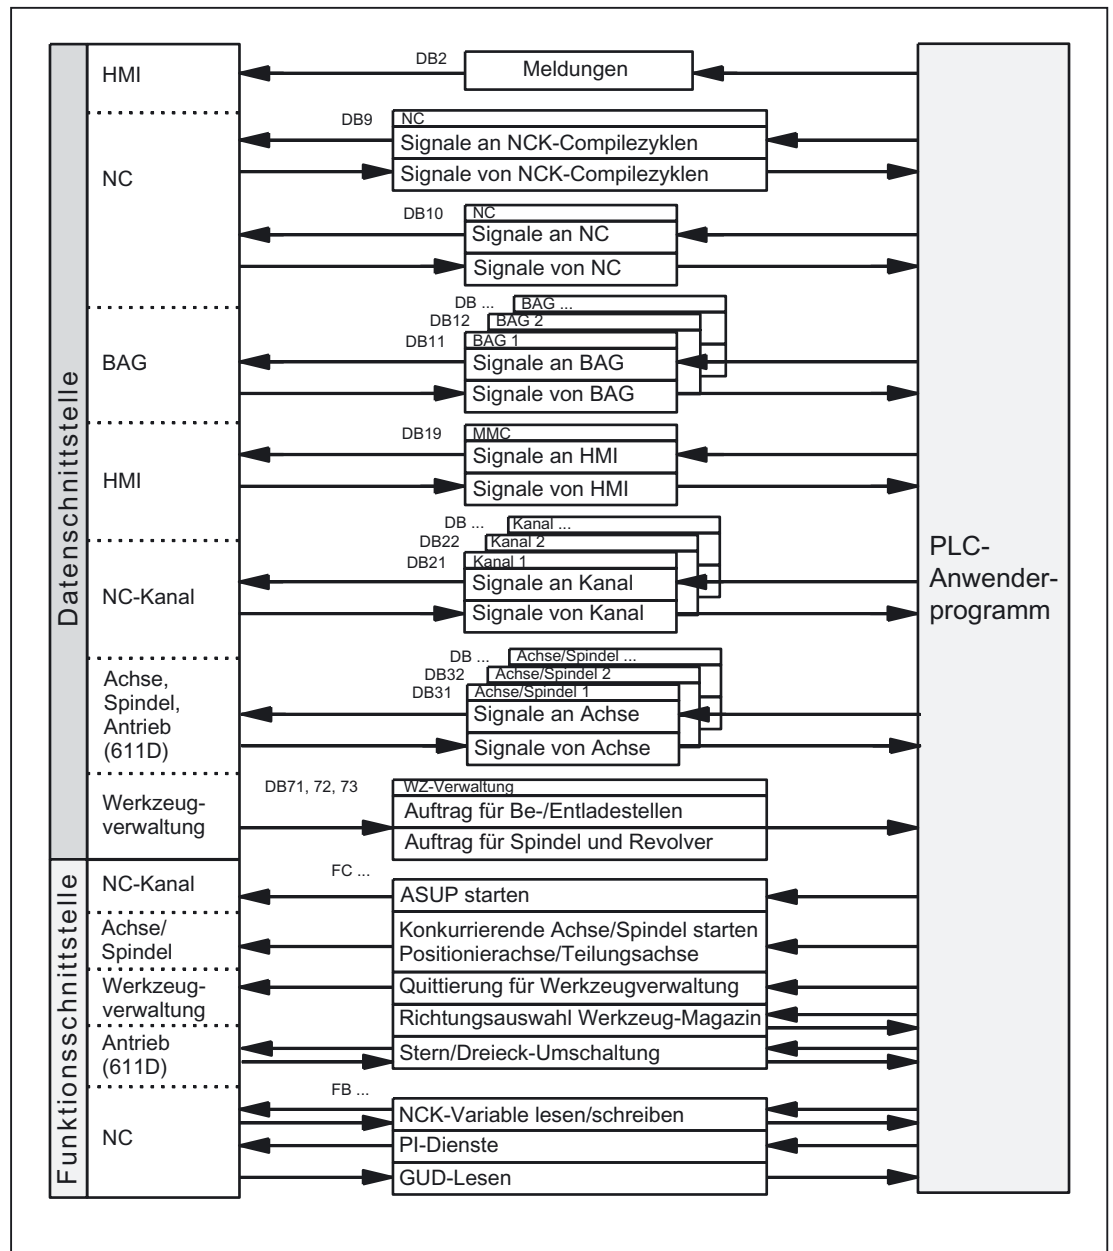 Datenschnittstelle
HMI
DB2
Meldungen
NC
DB9
NC
Signale an NCK-Compilezyklen
Signale von NCK-Compilezyklen
DB10
NC
Signale an NC
Signale von NC
BAG
DB ...
BAG ...
DB12
BAG 2
DB11
BAG 1
Signale an BAG
Signale von BAG
HMI
DB19
MMC
Signale an HMI
Signale von HMI
NC-Kanal
DB ...
Kanal ...
DB22
Kanal 2
DB21
Kanal 1
Signale an Kanal
Signale von Kanal
Achse,
Spindel,
Antrieb
(611D)
DB ...
Achse/Spindel ...
DB32
Achse/Spindel 2
DB31
Achse/Spindel 1
Signale an Achse
Signale von Achse
Werkzeug-
verwaltung
DB71, 72, 73
WZ-Verwaltung
Auftrag für Be-/Entladestellen
Auftrag für Spindel und Revolver
Funktionsschnittstelle
NC-Kanal
FC ...
ASUP starten
Achse/
Spindel
Konkurrierende Achse/Spindel starten
Positionierachse/Teilungsachse
Werkzeug-
verwaltung
Quittierung für Werkzeugverwaltung
Richtungsauswahl Werkzeug-Magazin
Antrieb
(611D)
Stern/Dreieck-Umschaltung
NC
FB ...
NCK-Variable lesen/schreiben
PI-Dienste
GUD-Lesen
PLC-
Anwender-
programm